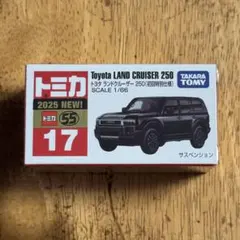 トミカ
2025 NEW!
トミカ 55
17
Toyota LAND CRUISER 250
トヨタ ランドクルーザー 250(初回特別仕様)
SCALE 1/66
TAKARA TOMY
サスペンション